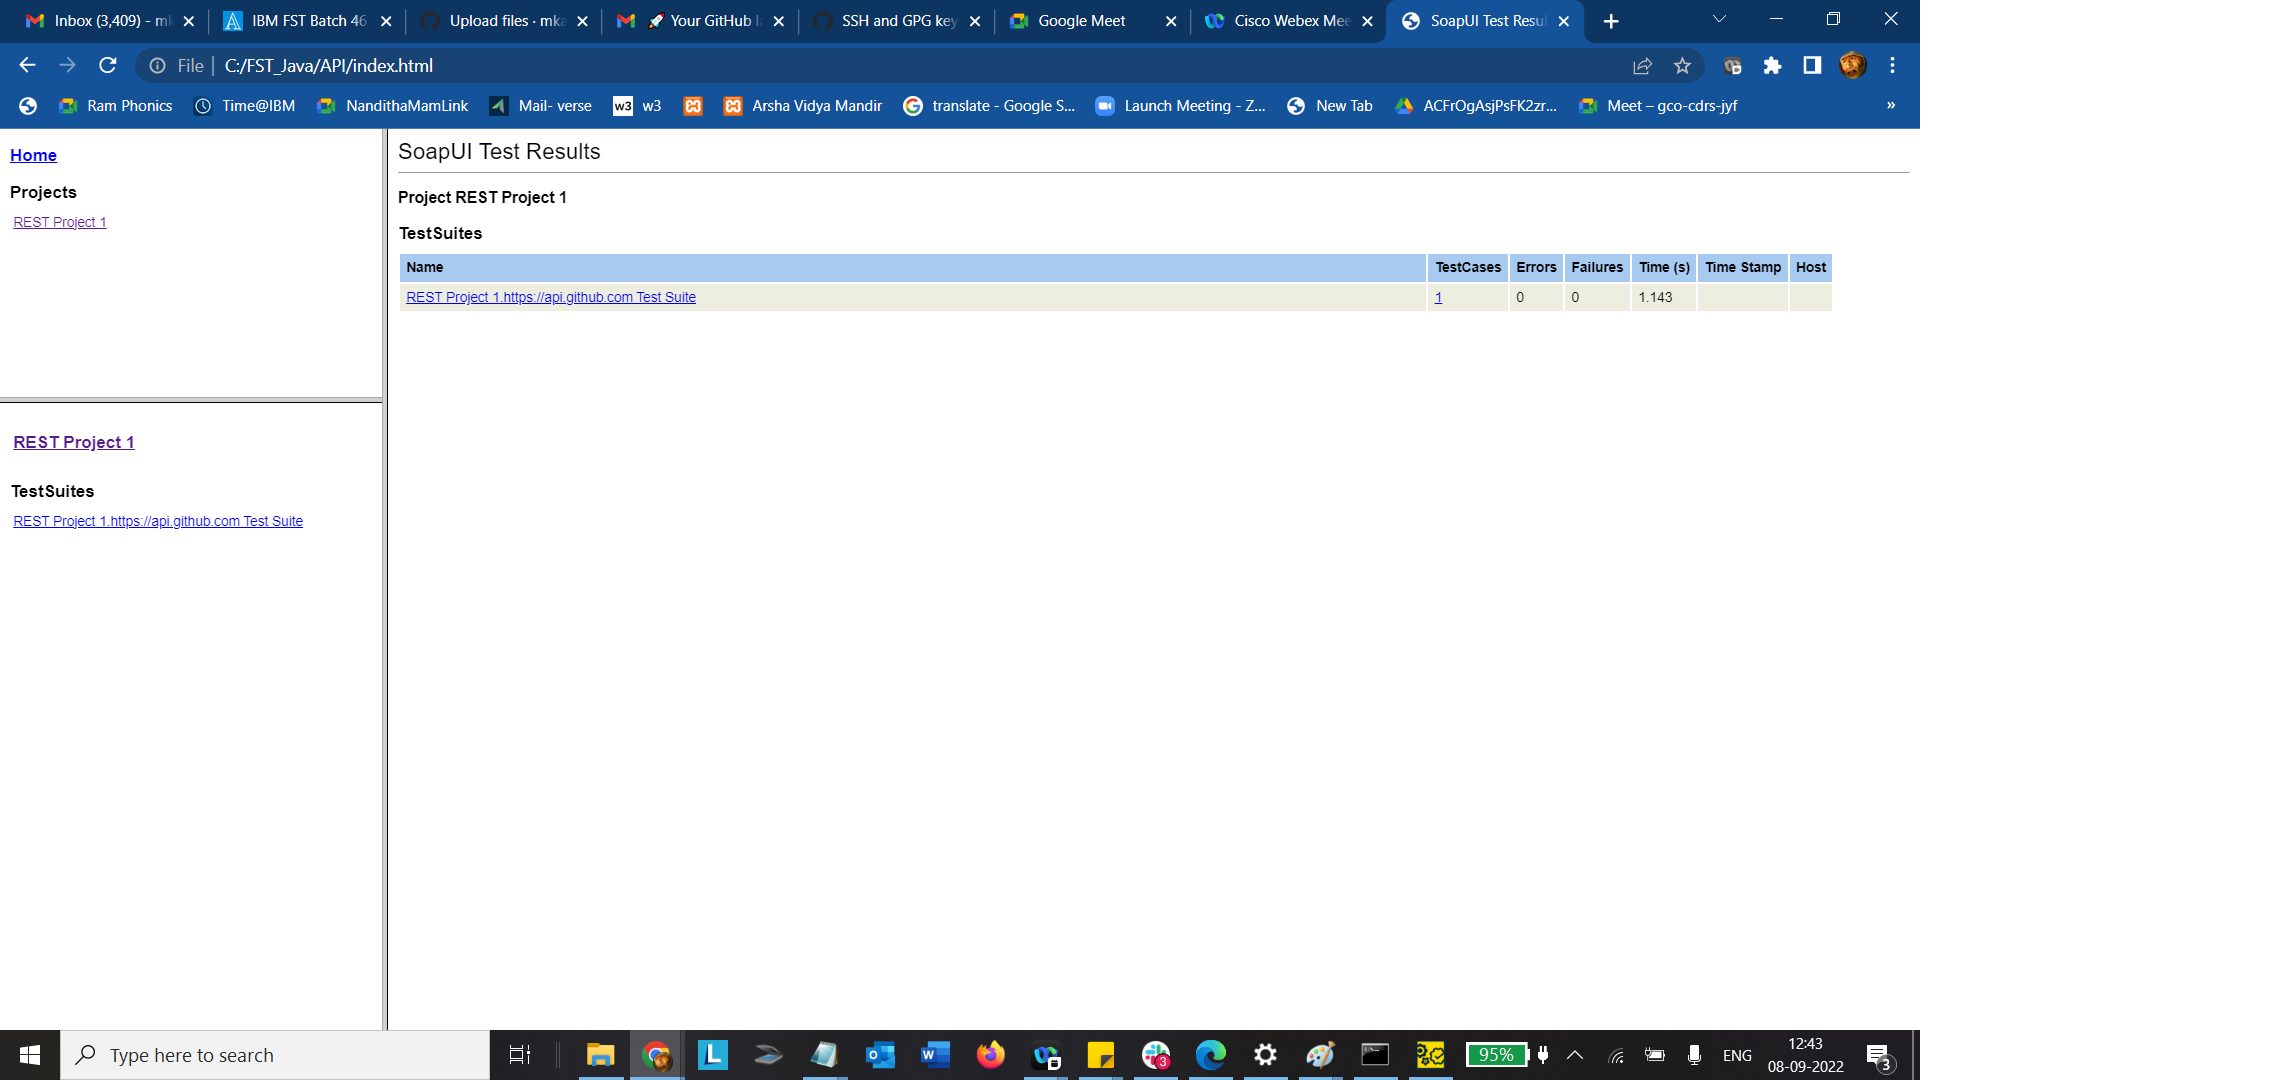 Inbox (3,409) - mk
IBM FST Batch 46
Upload files · mka
Your GitHub la
SSH and GPG key
Google Meet
Cisco Webex Mee
SoapUI Test Resul
File | C:/FST_Java/API/index.html
Ram Phonics
Time@IBM
NandithaMamLink
Mail- verse
w3 w3
Arsha Vidya Mandir
translate - Google S...
Launch Meeting - Z...
New Tab
ACFrOgAsjPsFK2zr...
Meet – gco-cdrs-jyf
»
Home
Projects
REST Project 1
REST Project 1
TestSuites
REST Project 1.https://api.github.com Test Suite
SoapUI Test Results
Project REST Project 1
TestSuites
Name TestCases Errors Failures Time (s) Time Stamp Host
REST Project 1.https://api.github.com Test Suite 1 0 0 1.143
Type here to search
L
3
95%
ENG
12:43
08-09-2022
3